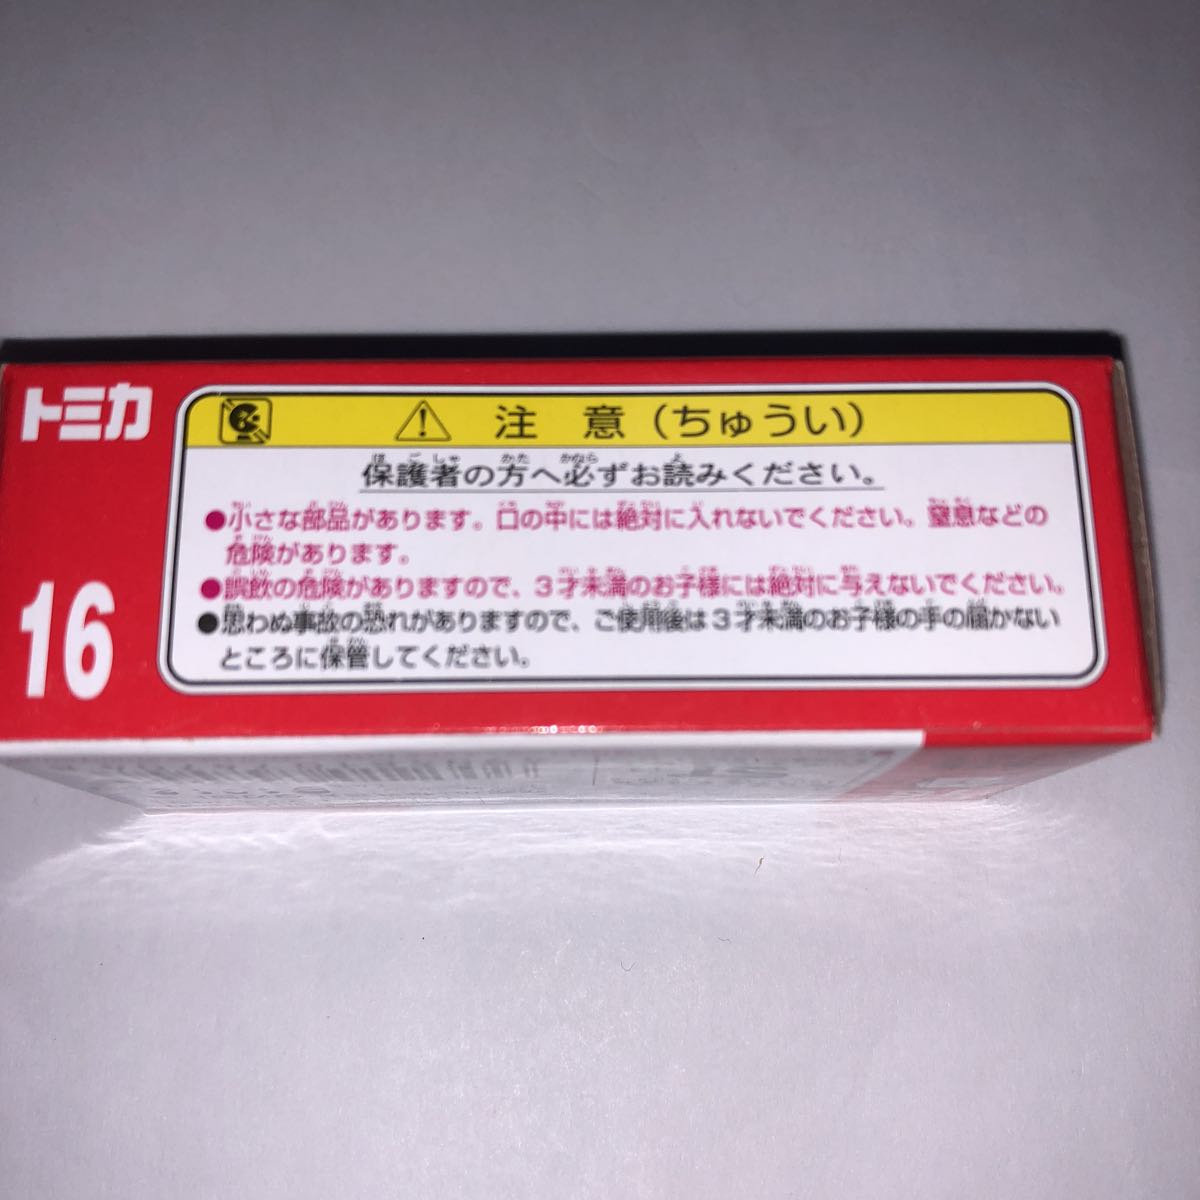 トミカ
16
注 意（ちゅうい）
保護者の方へ必ずお読みください。
●小さな部品があります。口の中には絶対に入れないでください。窒息などの
危険があります。
●誤飲の危険がありますので、３才未満のお子様には絶対に与えないでください。
●思わぬ事故の恐れがありますので、ご使用後は３才未満のお子様の手の届かない
ところに保管してください。